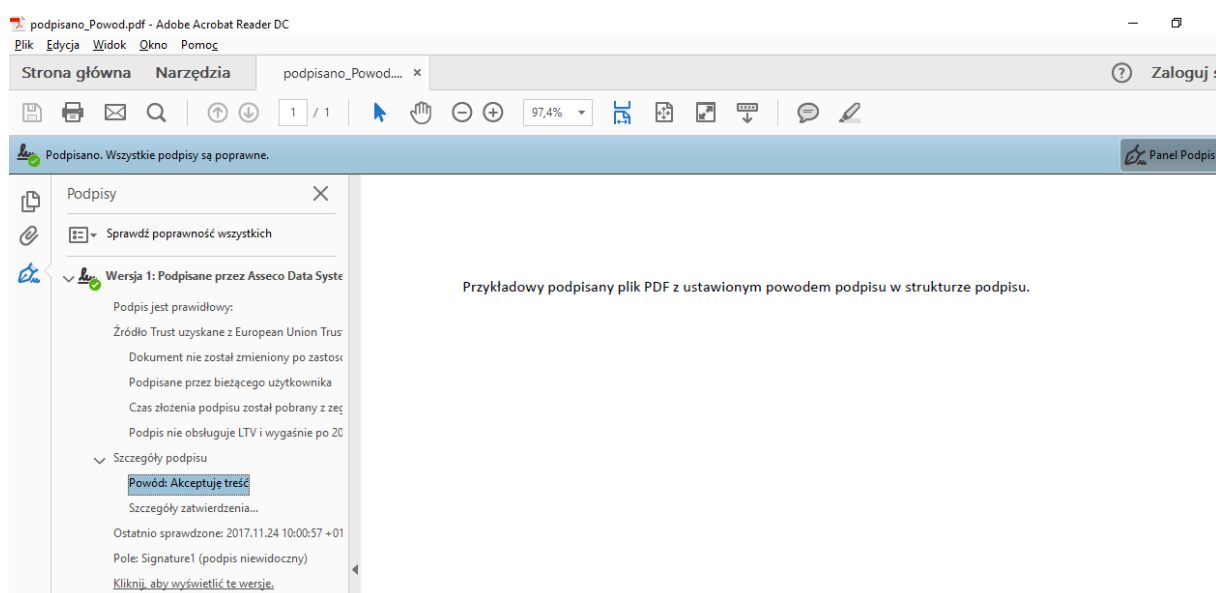 podpisano_Powod.pdf - Adobe Acrobat Reader DC
Plik Edycja Widok Okno Pomoc
Strona główna Narzędzia podpisano_Powod.... × ? Zaloguj
1 / 1 97,4%
Podpisano. Wszystkie podpisy są poprawne. Panel Podpis
Podpisy
Sprawdź poprawność wszystkich
Wersja 1: Podpisane przez Asseco Data Syste
Podpis jest prawidłowy:
Źródło Trust uzyskane z European Union Trus
Dokument nie został zmieniony po zastoso
Podpisane przez bieżącego użytkownika
Czas złożenia podpisu został pobrany z zeg
Podpis nie obsługuje LTV i wygaśnie po 20
Szczegóły podpisu
Powód: Akceptuję treść
Szczegóły zatwierdzenia...
Ostatnio sprawdzone: 2017.11.24 10:00:57 +01
Pole: Signature1 (podpis niewidoczny)
Kliknij, aby wyświetlić te wersje.
Przykładowy podpisany plik PDF z ustawionym powodem podpisu w strukturze podpisu.